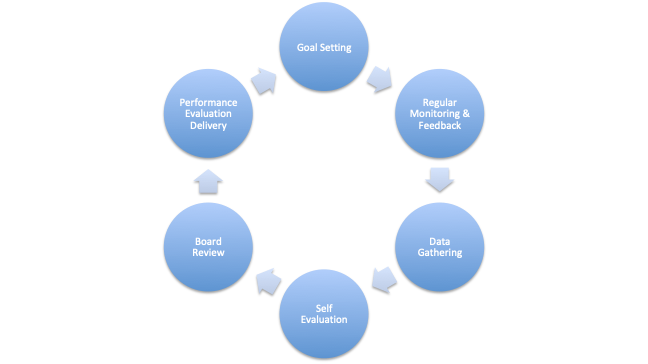 Goal Setting
Regular
Monitoring &
Feedback
Data
Gathering
Self
Evaluation
Board
Review
Performance
Evaluation
Delivery